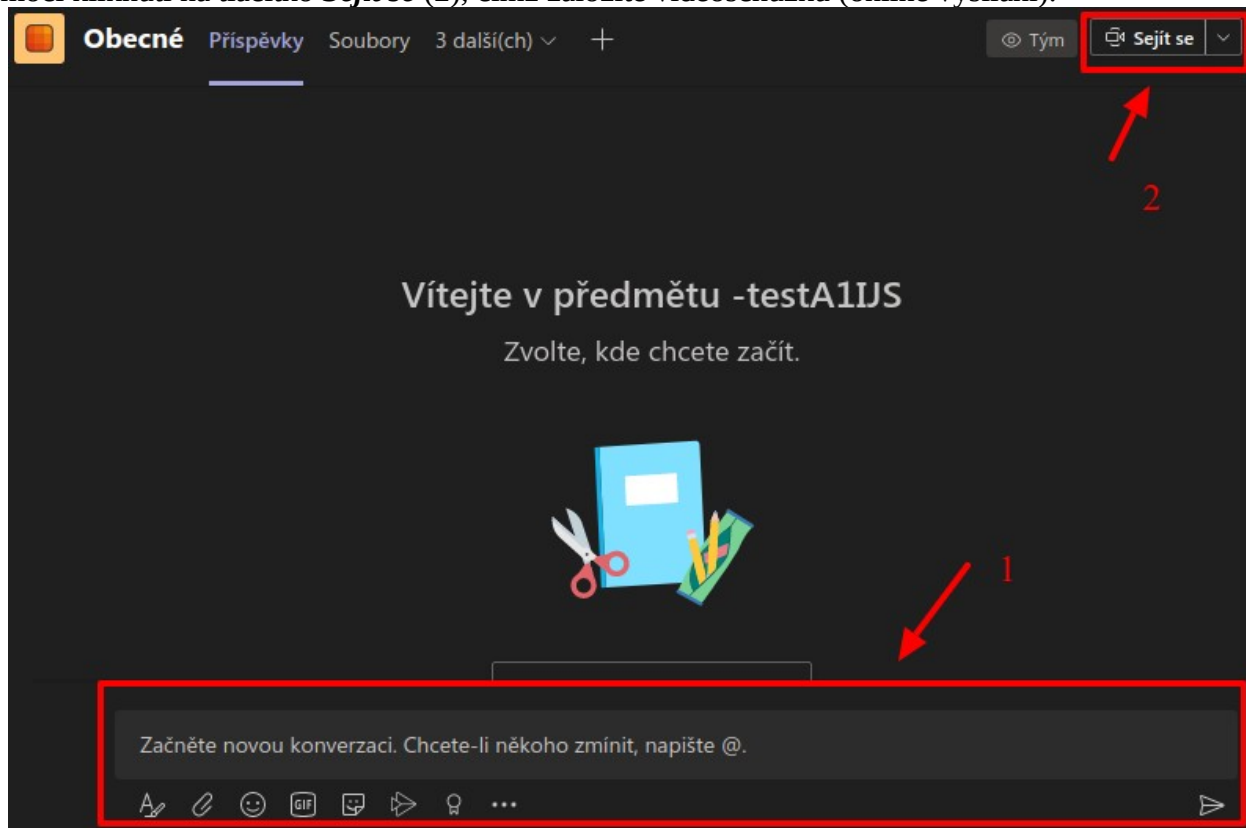 Obecné Příspěvky Soubory 3 další(ch) Tým Sejít se
2
Vítejte v předmětu -testA1IJS
Zvolte, kde chcete začít.
1
Začněte novou konverzaci. Chcete-li někoho zmínit, napište @.
GIF